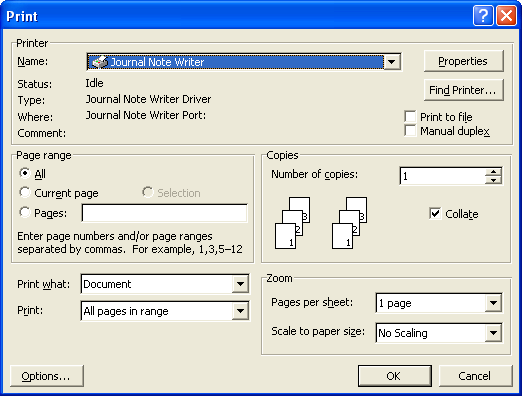 Print
Printer
Name: Journal Note Writer Properties
Status: Idle Find Printer...
Type: Journal Note Writer Driver
Where: Journal Note Writer Port: Print to file
Comment: Manual duplex
Page range
All
Current page Selection
Pages:
Enter page numbers and/or page ranges
separated by commas. For example, 1,3,5–12
Copies
Number of copies: 1
3 3
2 2
1 1
Collate
Print what: Document
Print: All pages in range
Zoom
Pages per sheet: 1 page
Scale to paper size: No Scaling
Options... OK Cancel